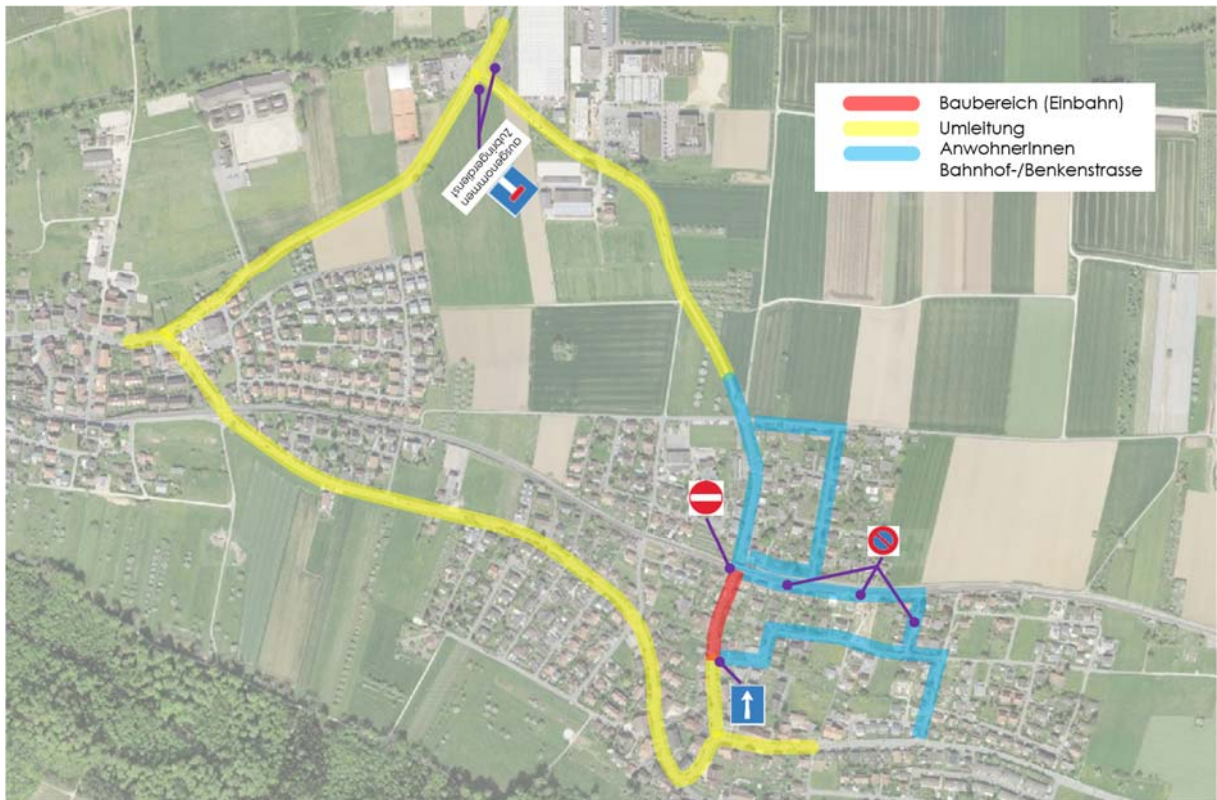 Baubereich (Einbahn)
Umleitung
AnwohnerInnen
Bahnhof-/Benkenstrasse
ausgenommen
Zubringerdienst